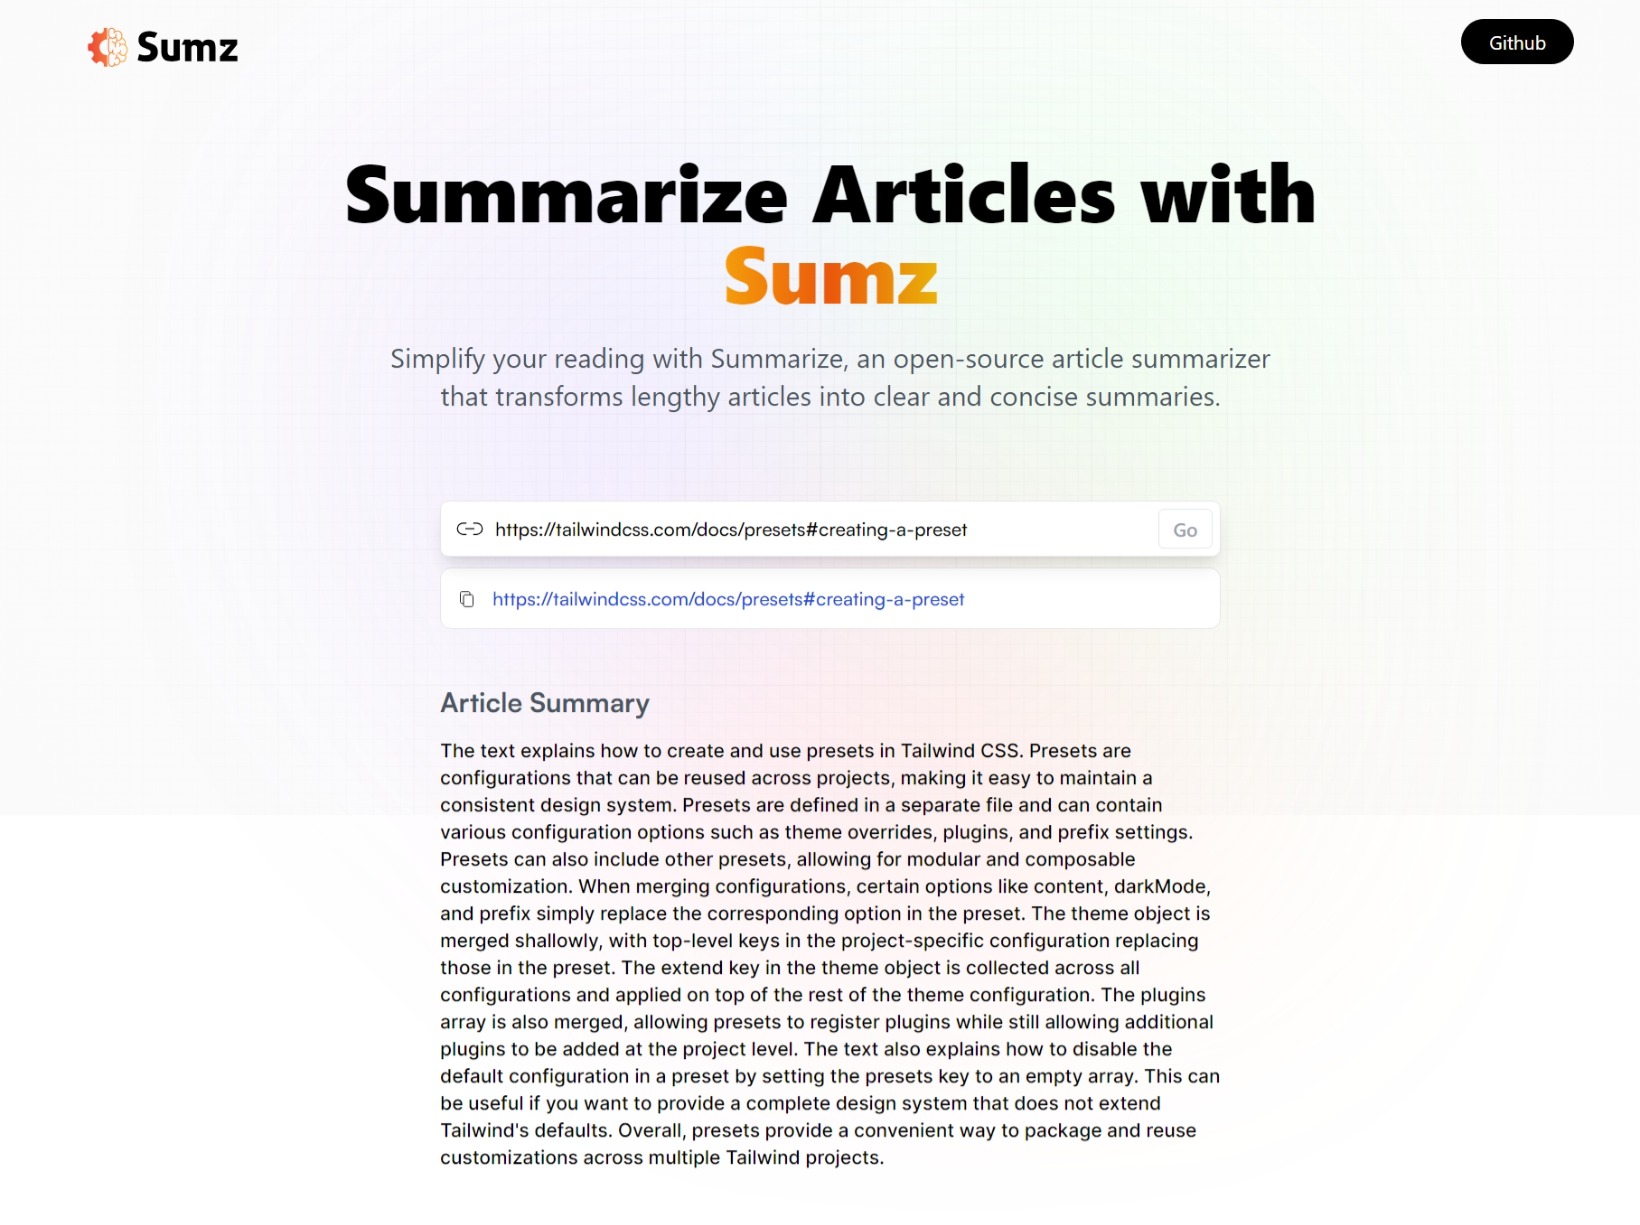 Sumz
Github
Summarize Articles with
Sumz
Simplify your reading with Summarize, an open-source article summarizer
that transforms lengthy articles into clear and concise summaries.
https://tailwindcss.com/docs/presets#creating-a-preset
Go
https://tailwindcss.com/docs/presets#creating-a-preset
Article Summary
The text explains how to create and use presets in Tailwind CSS. Presets are
configurations that can be reused across projects, making it easy to maintain a
consistent design system. Presets are defined in a separate file and can contain
various configuration options such as theme overrides, plugins, and prefix settings.
Presets can also include other presets, allowing for modular and composable
customization. When merging configurations, certain options like content, darkMode,
and prefix simply replace the corresponding option in the preset. The theme object is
merged shallowly, with top-level keys in the project-specific configuration replacing
those in the preset. The extend key in the theme object is collected across all
configurations and applied on top of the rest of the theme configuration. The plugins
array is also merged, allowing presets to register plugins while still allowing additional
plugins to be added at the project level. The text also explains how to disable the
default configuration in a preset by setting the presets key to an empty array. This can
be useful if you want to provide a complete design system that does not extend
Tailwind's defaults. Overall, presets provide a convenient way to package and reuse
customizations across multiple Tailwind projects.